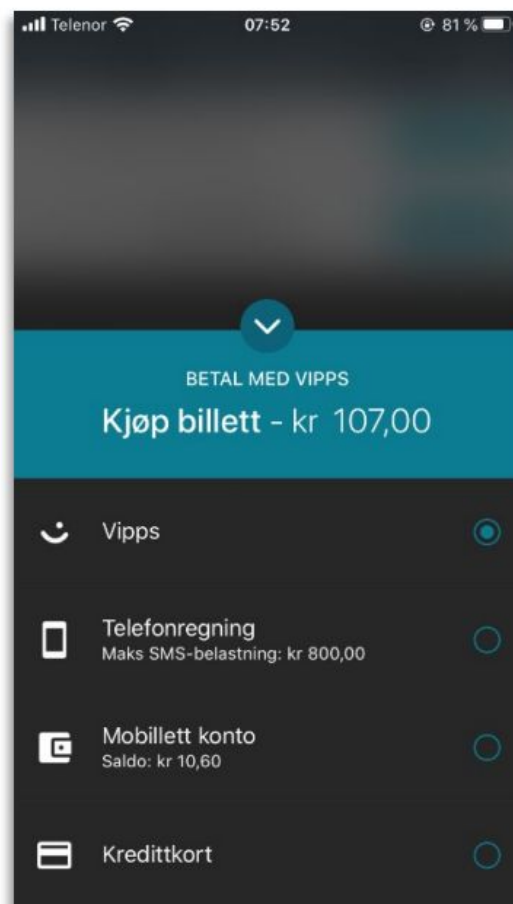 Telenor 07:52 81 %
BETAL MED VIPPS
Kjøp billett - kr 107,00
Vipps
Telefonregning
Maks SMS-belastning: kr 800,00
Mobillett konto
Saldo: kr 10,60
Kredittkort